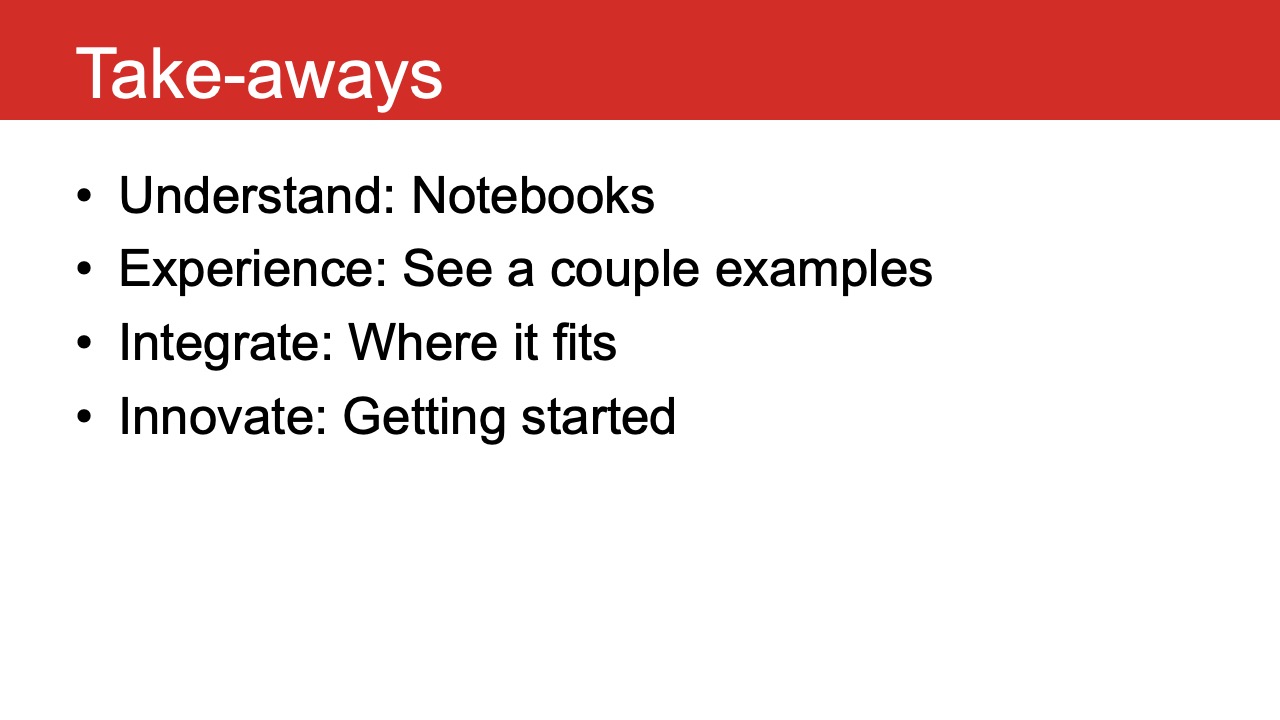 Take-aways
• Understand: Notebooks
• Experience: See a couple examples
• Integrate: Where it fits
• Innovate: Getting started